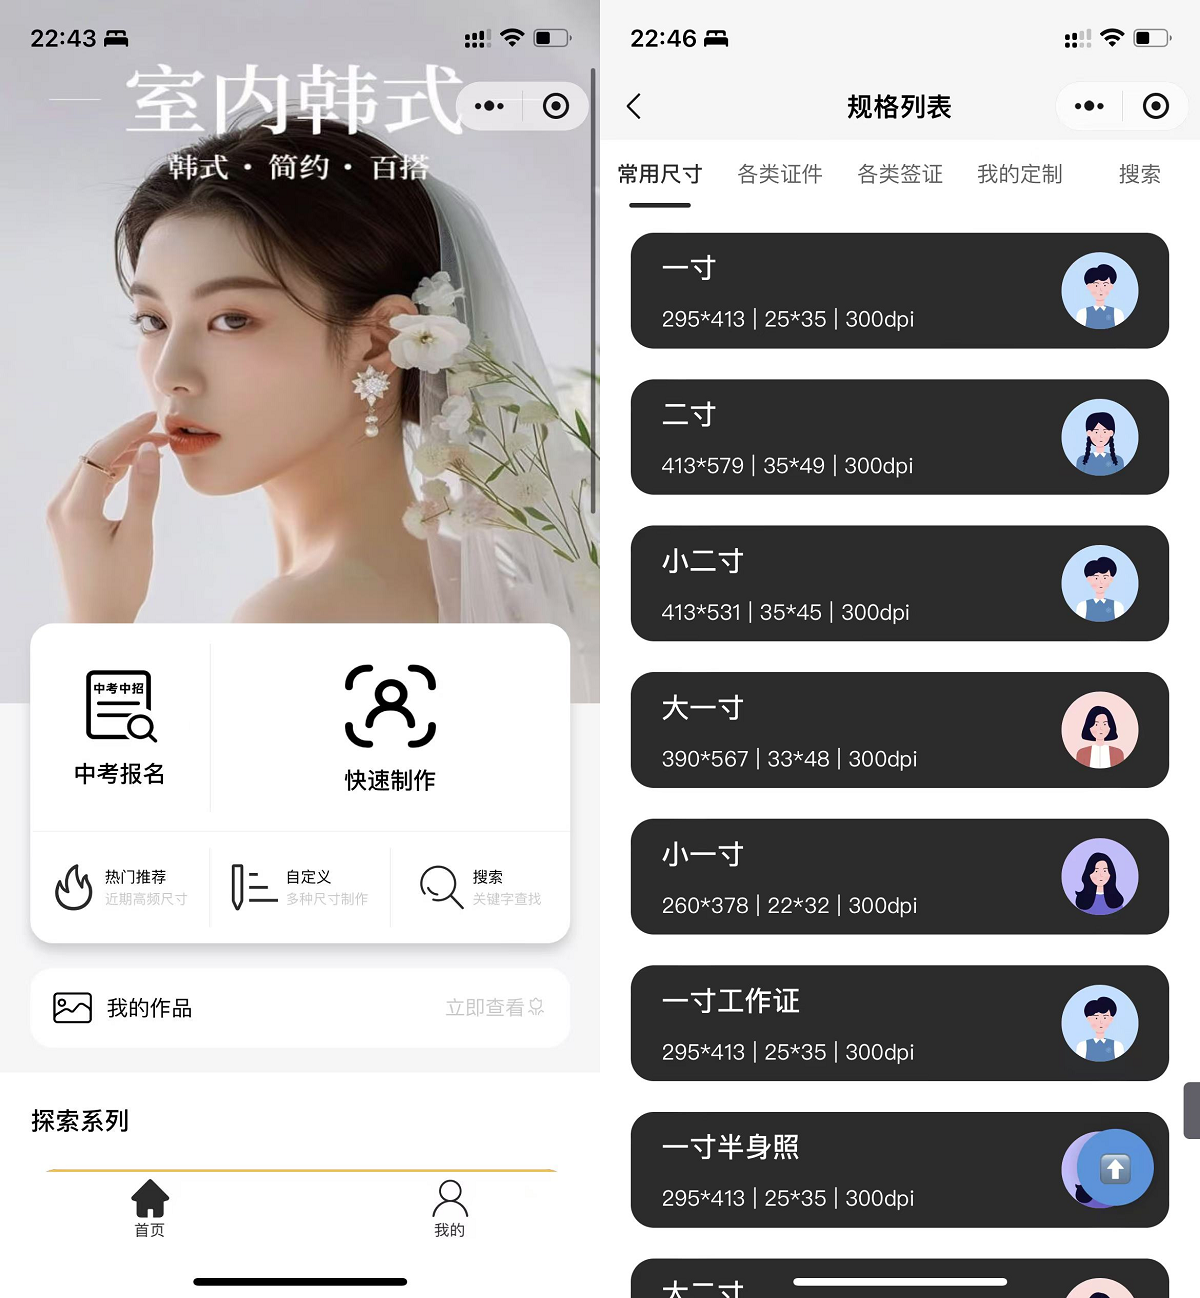 22:43
室内韩式
韩式·简约·百搭
中考中招
中考报名
快速制作
热门推荐
近期高频尺寸
自定义
多种尺寸制作
搜索
关键字查找
我的作品
立即查看
探索系列
首页
我的
22:46
规格列表
常用尺寸
各类证件
各类签证
我的定制
搜索
一寸
295*413 | 25*35 | 300dpi
二寸
413*579 | 35*49 | 300dpi
小二寸
413*531 | 35*45 | 300dpi
大一寸
390*567 | 33*48 | 300dpi
小一寸
260*378 | 22*32 | 300dpi
一寸工作证
295*413 | 25*35 | 300dpi
一寸半身照
295*413 | 25*35 | 300dpi
大二寸